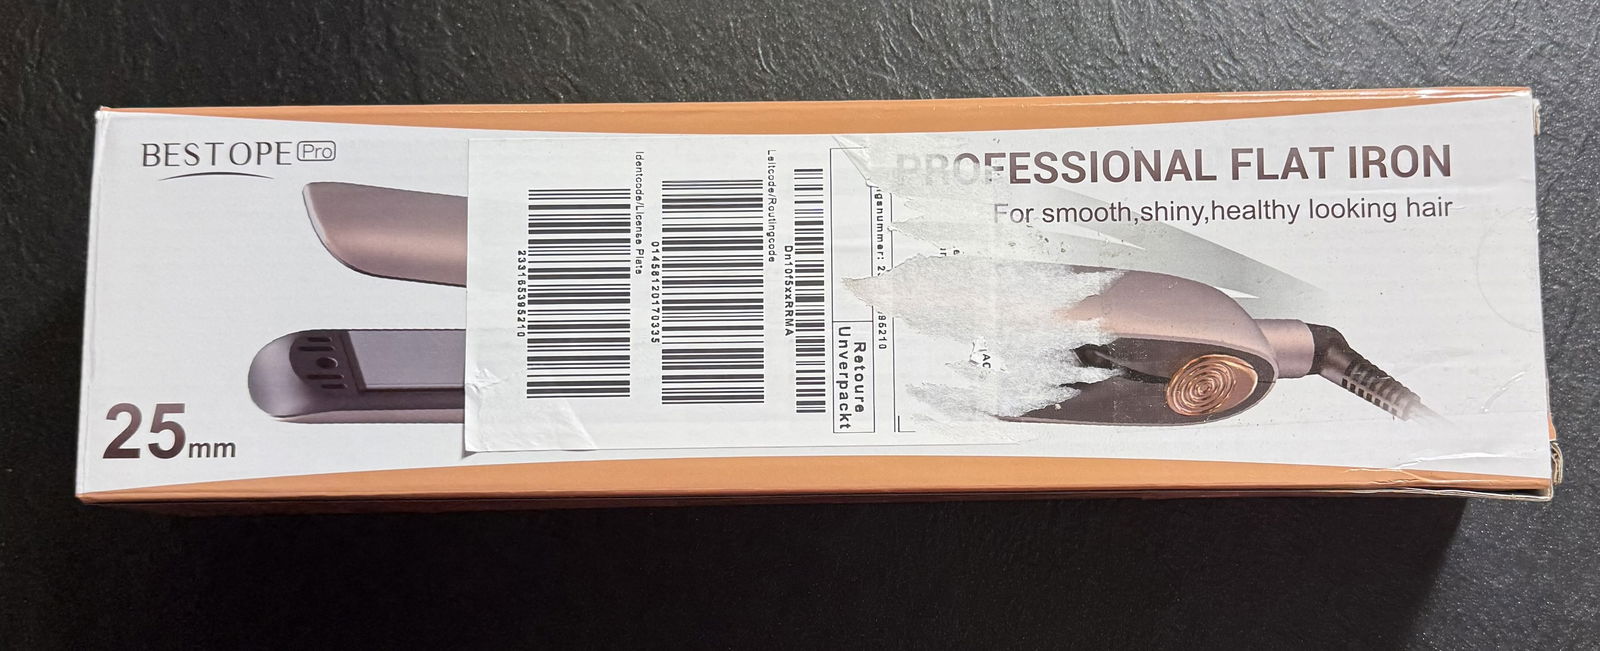 BESTOPE Pro
PROFESSIONAL FLAT IRON
For smooth,shiny,healthy looking hair
25mm
Identcode/License Plate
233165395210
Leitcode/Routingcode
01458120170335
Dn10f5xxRRMA
Retoure
Unverpackt